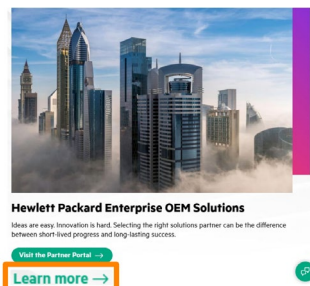 Hewlett Packard Enterprise OEM Solutions
Ideas are easy. Innovation is hard. Selecting the right solutions partner can be the difference
between short-lived progress and long-lasting success.
Visit the Partner Portal →
Learn more →